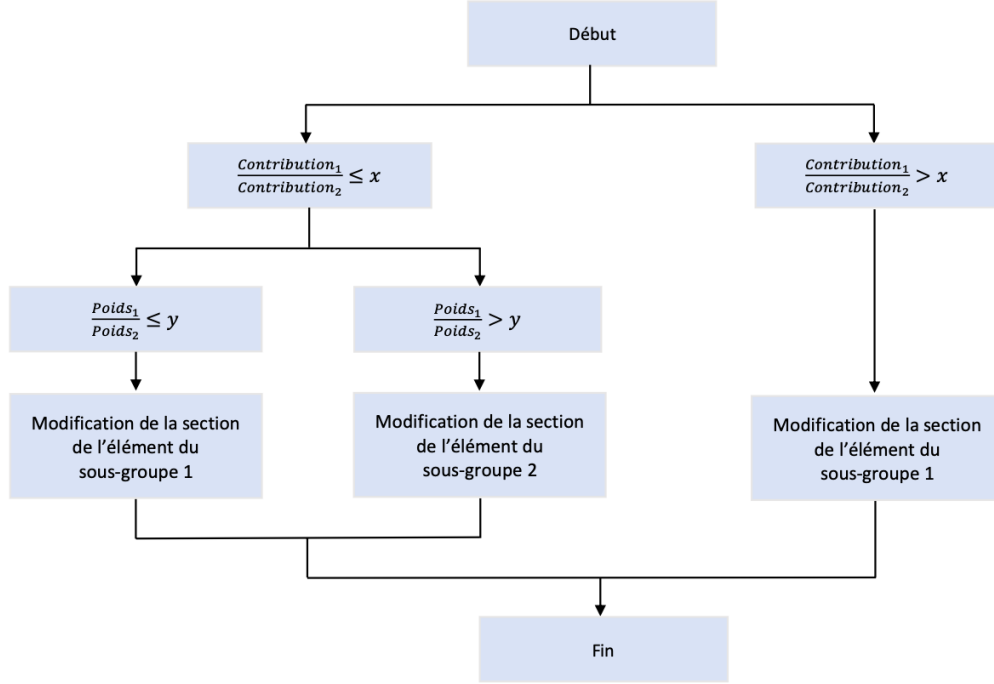 Début
Contribution₁/Contribution₂ ≤ x
Contribution₁/Contribution₂ > x
Poids₁/Poids₂ ≤ y
Poids₁/Poids₂ > y
Modification de la section
de l’élément du
sous-groupe 1
Modification de la section
de l’élément du
sous-groupe 2
Modification de la section
de l’élément du
sous-groupe 1
Fin